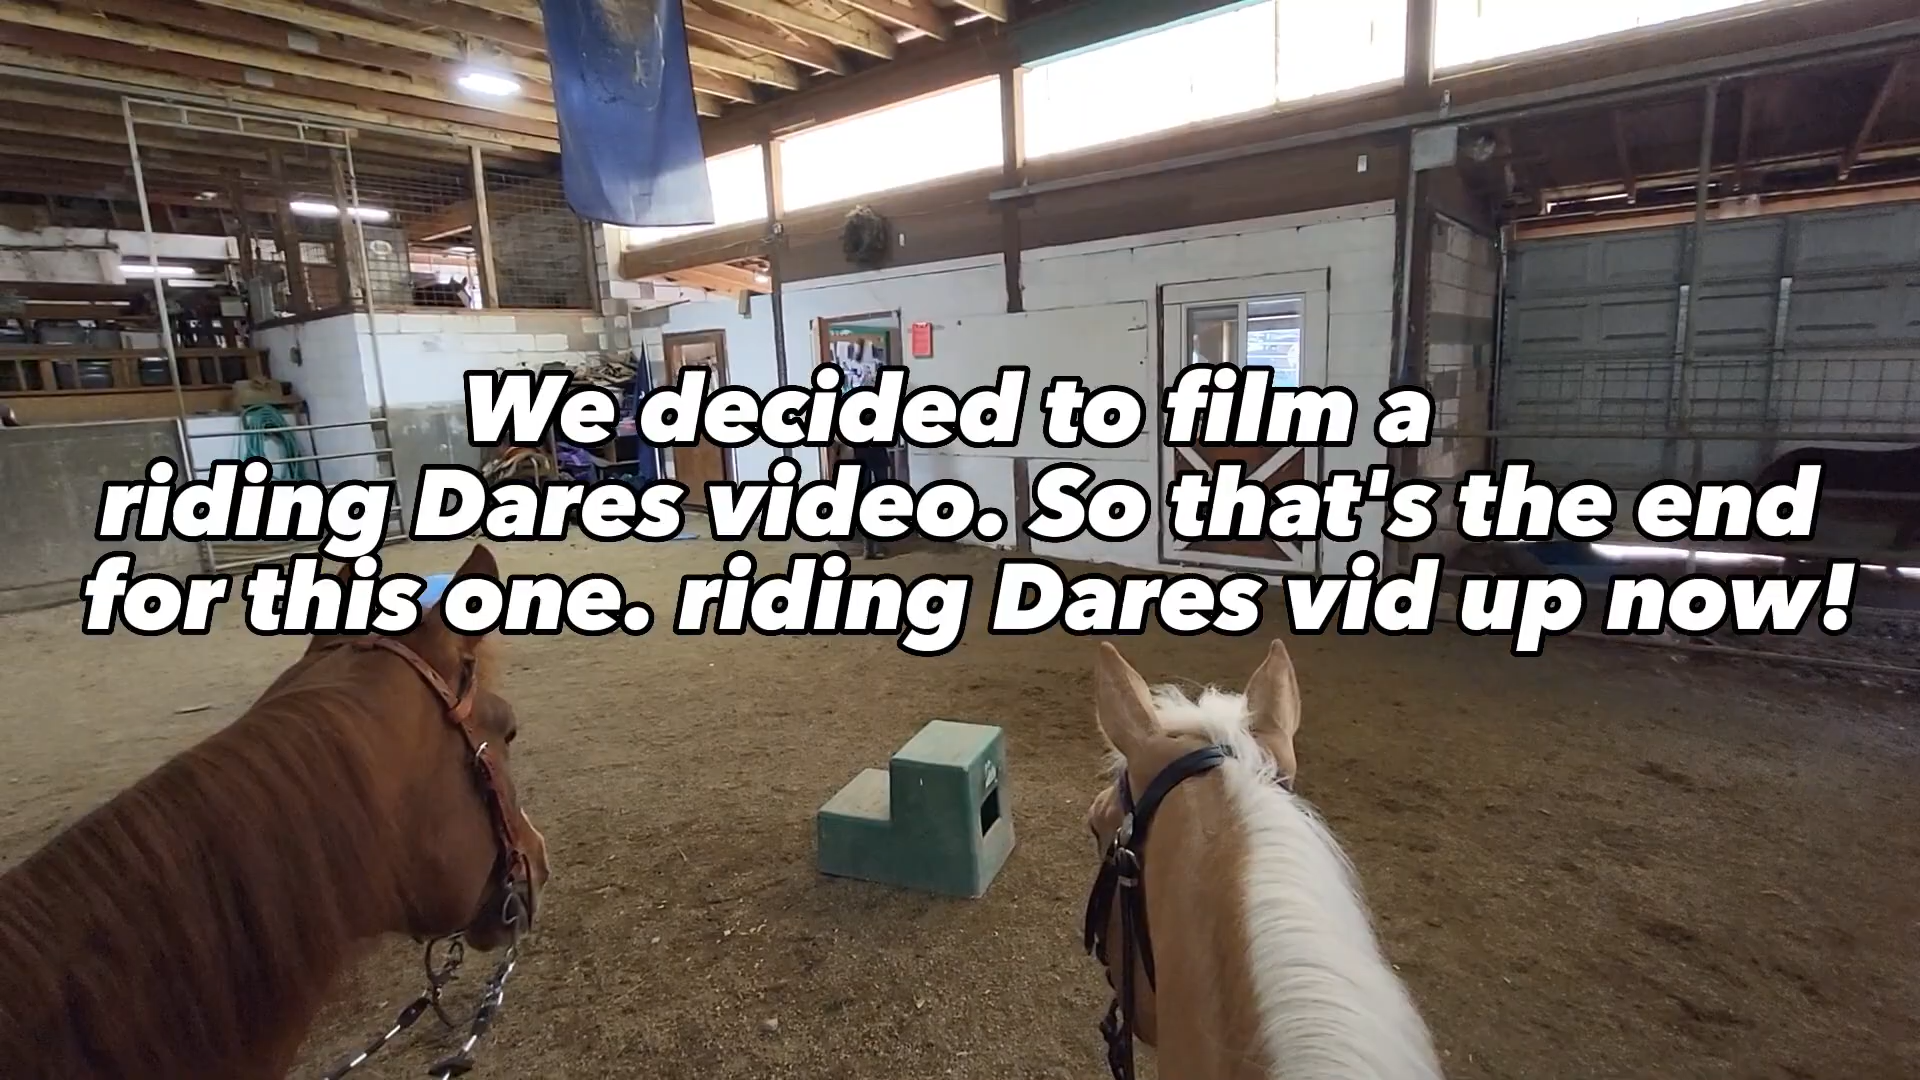 We decided to film a
riding Dares video. So that's the end
for this one. riding Dares vid up now!